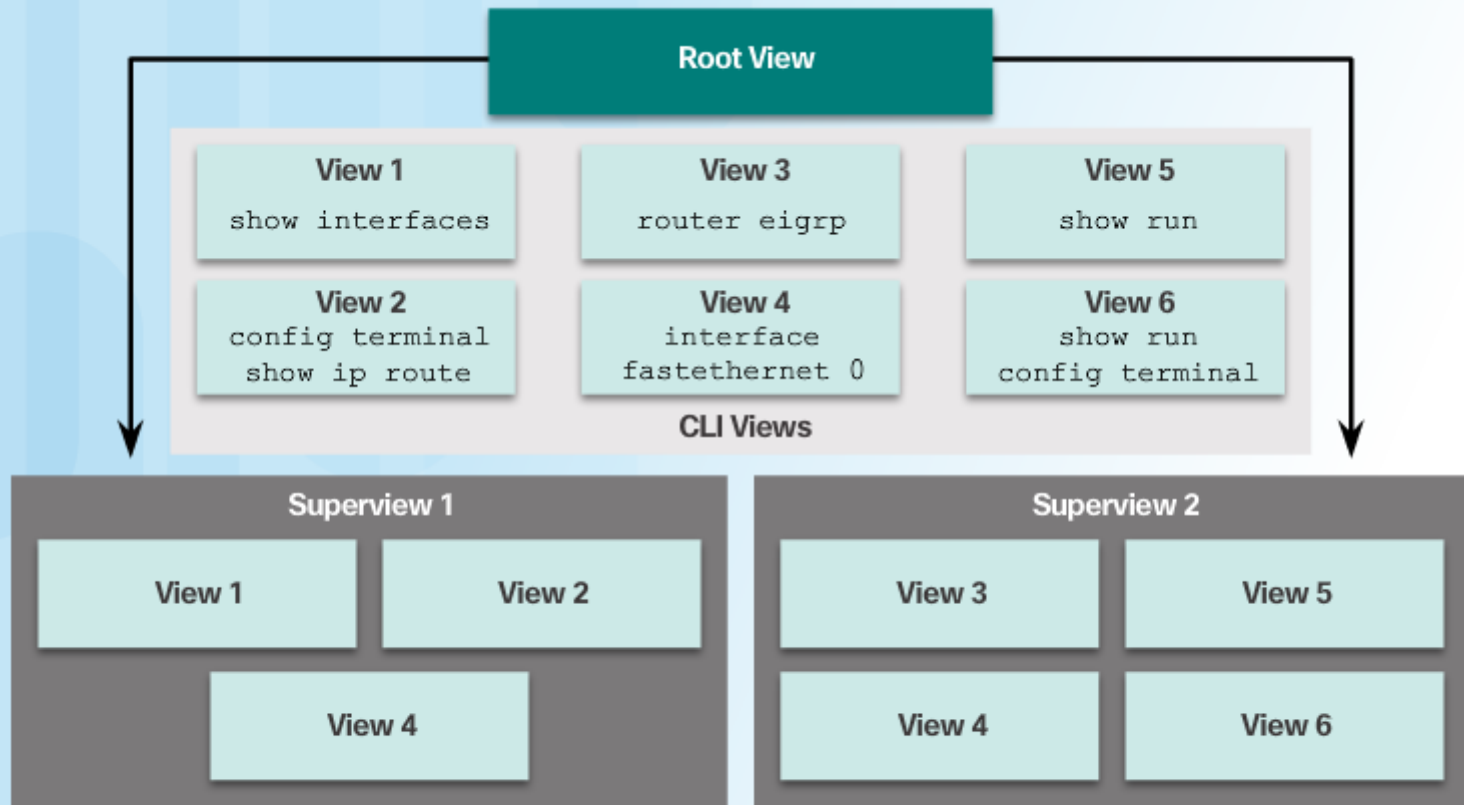 Root View
View 1
show interfaces
View 3
router eigrp
View 5
show run
View 2
config terminal
show ip route
View 4
interface
fastethernet 0
View 6
show run
config terminal
CLI Views
Superview 1
View 1
View 2
View 4
Superview 2
View 3
View 5
View 4
View 6